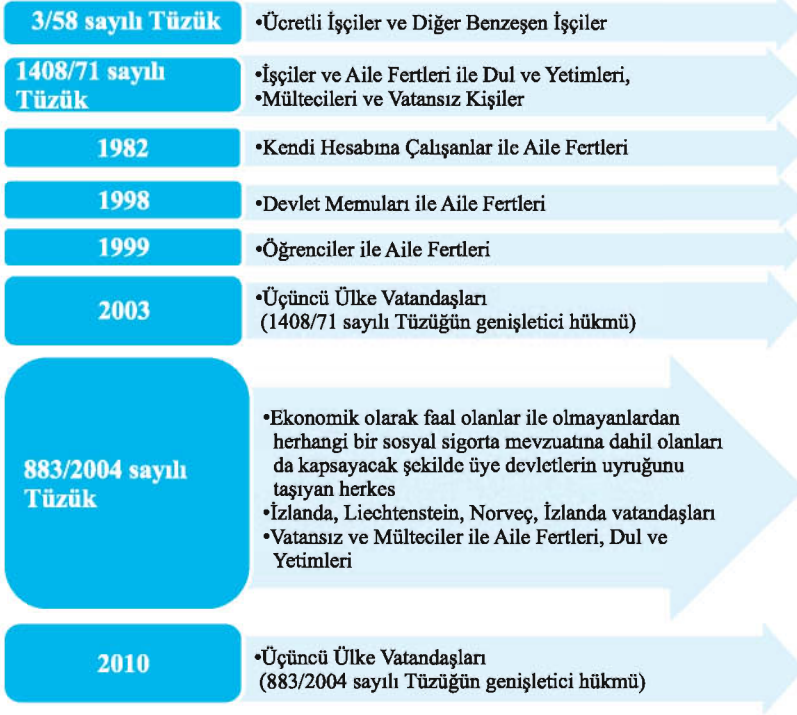 3/58 sayılı Tüzük
•Ücretli İşçiler ve Diğer Benzeşen İşçiler
1408/71 sayılı
Tüzük
•İşçiler ve Aile Fertleri ile Dul ve Yetimleri,
•Mültecileri ve Vatansız Kişiler
1982
•Kendi Hesabına Çalışanlar ile Aile Fertleri
1998
•Devlet Memuları ile Aile Fertleri
1999
•Öğrenciler ile Aile Fertleri
2003
•Üçüncü Ülke Vatandaşları
(1408/71 sayılı Tüzüğün genişletici hükmü)
883/2004 sayılı
Tüzük
•Ekonomik olarak faal olanlar ile olmayanlardan
herhangi bir sosyal sigorta mevzuatına dahil olanları
da kapsayacak şekilde üye devletlerin uyruğunu
taşıyan herkes
•İzlanda, Liechtenstein, Norveç, İzlanda vatandaşları
•Vatansız ve Mülteciler ile Aile Fertleri, Dul ve
Yetimleri
2010
•Üçüncü Ülke Vatandaşları
(883/2004 sayılı Tüzüğün genişletici hükmü)